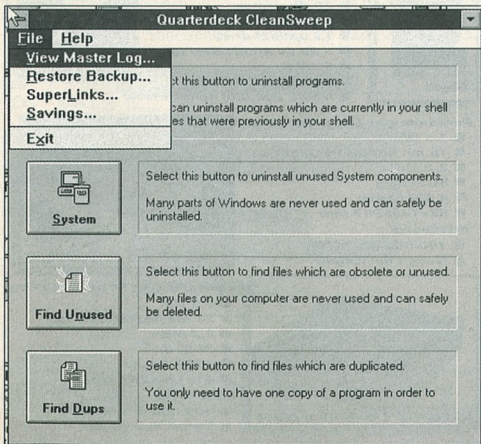 Quarterdeck CleanSweep
File Help
View Master Log...
Restore Backup...
SuperLinks...
Savings...
Exit
ct this button to uninstall programs.
can uninstall programs which are currently in your shell
es that were previously in your shell.
System
Select this button to uninstall unused System components.
Many parts of Windows are never used and can safely be
uninstalled.
Find Unused
Select this button to find files which are obsolete or unused.
Many files on your computer are never used and can safely
be deleted.
Find Dups
Select this button to find files which are duplicated.
You only need to have one copy of a program in order to
use it.